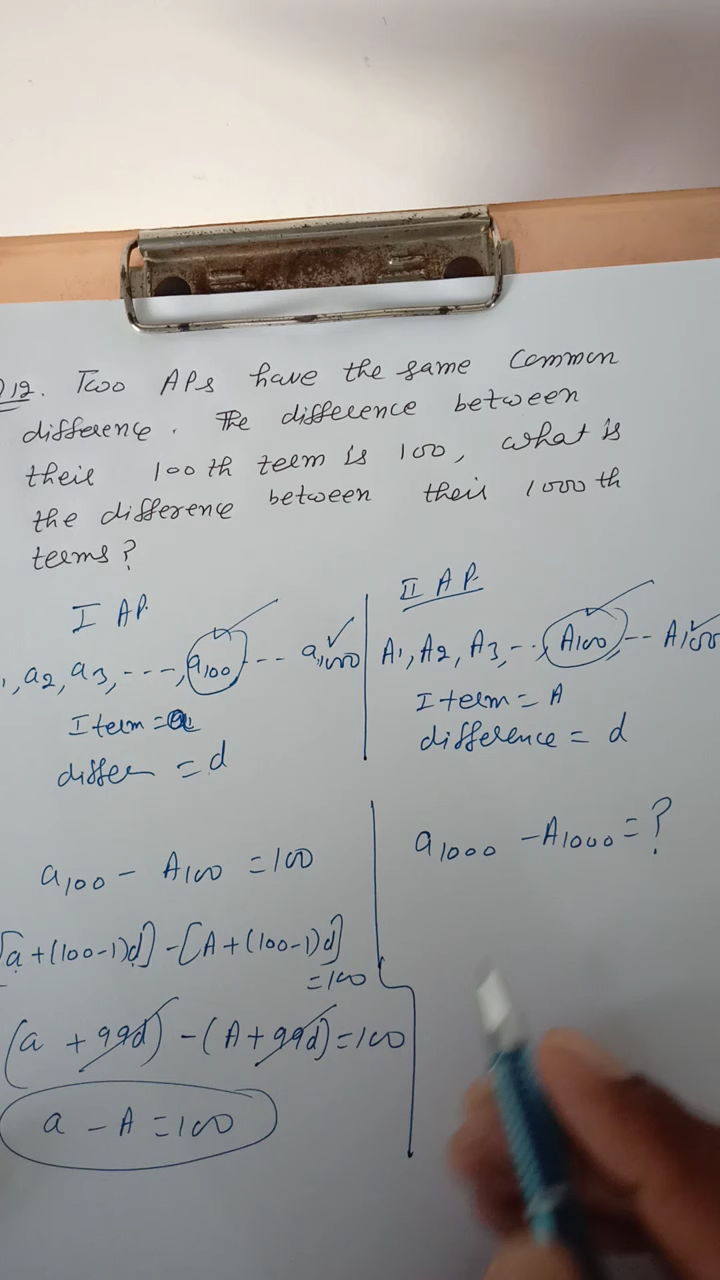 Q12. Two APs have the same common
difference. The difference between
their 100th term is 100, what is
the difference between their 1000th
terms?
I AP.
, a2, a3, ---, a100 --- a1000
I term = a
differ = d
II AP.
A1, A2, A3, --, A100, -- A1000
I term = A
difference = d
a100 - A100 = 100
[a + (100-1)d] - [A + (100-1)d]
= 100
(a + 99d) - (A + 99d) = 100
a - A = 100
a1000 - A1000 = ?